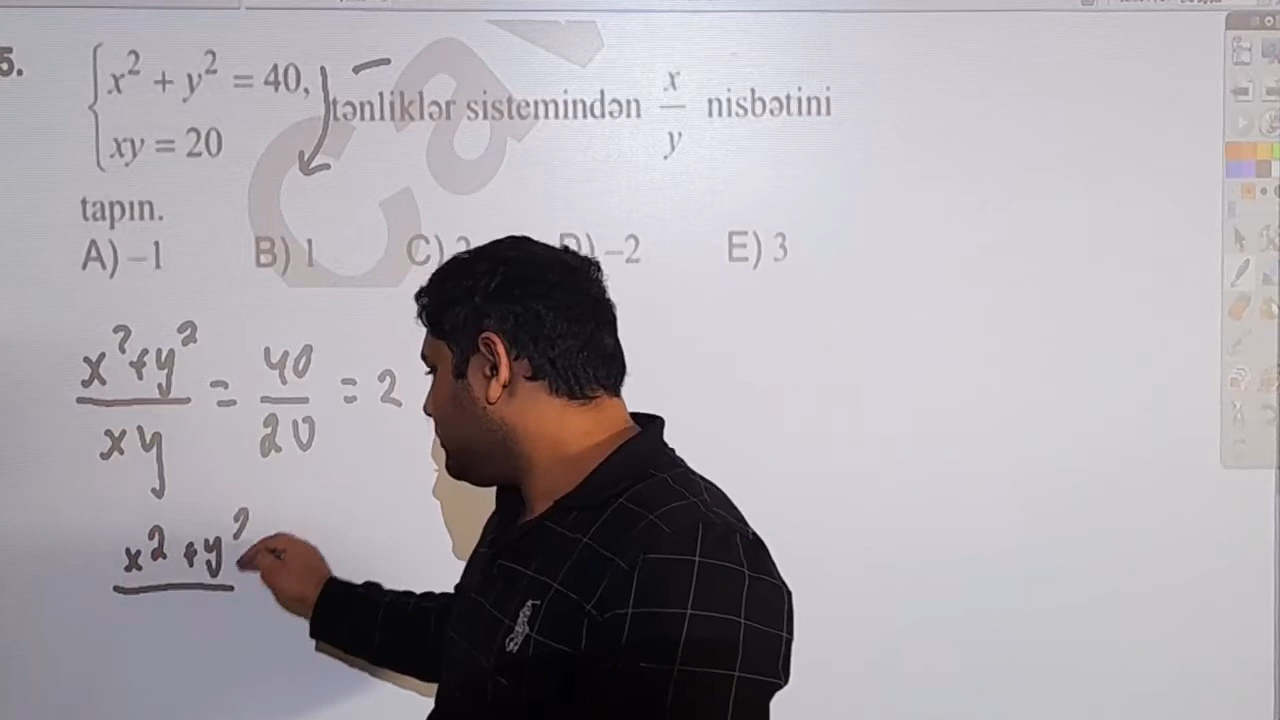 5.
x² + y² = 40,
xy = 20
tənliklər sistemindən x/y nisbətini
tapın.
A) –1 B) 1 C) D) –2 E) 3
x² + y² / xy = 40 / 20 = 2
x² + y²